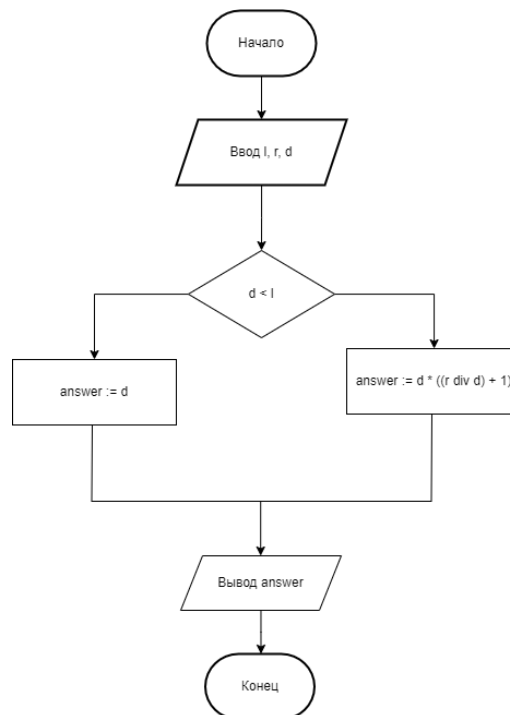 Начало
Ввод l, r, d
d < l
answer := d
answer := d * ((r div d) + 1)
Вывод answer
Конец